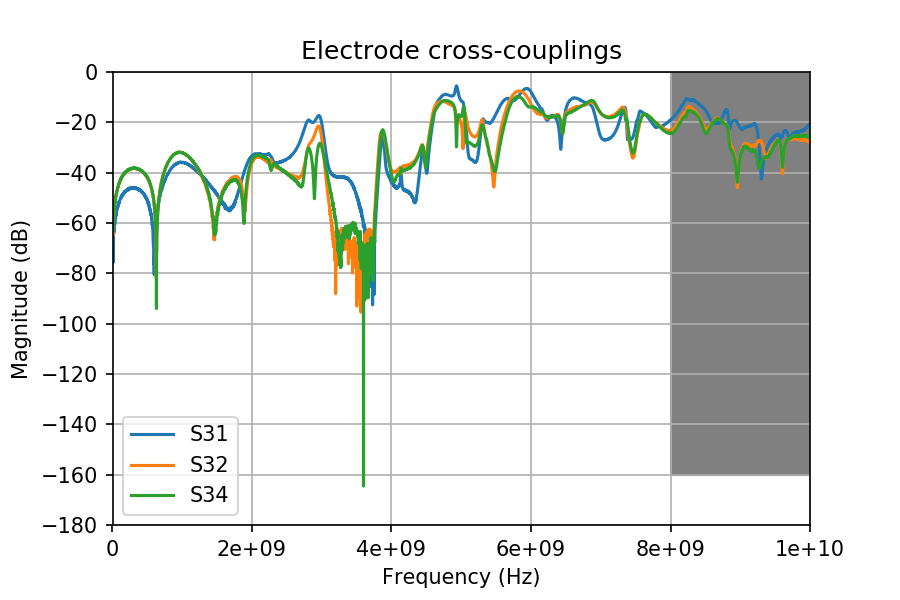 Electrode cross-couplings
Magnitude (dB)
0
−20
−40
−60
−80
−100
−120
−140
−160
−180
S31
S32
S34
0 2e+09 4e+09 6e+09 8e+09 1e+10
Frequency (Hz)